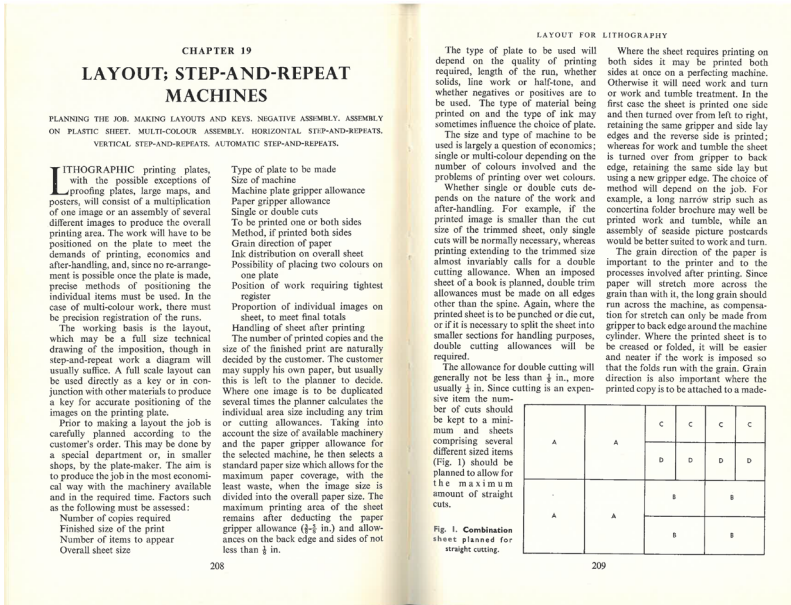 CHAPTER 19
LAYOUT; STEP-AND-REPEAT
MACHINES
PLANNING THE JOB. MAKING LAYOUTS AND KEYS. NEGATIVE ASSEMBLY. ASSEMBLY
ON PLASTIC SHEET. MULTI-COLOUR ASSEMBLY. HORIZONTAL STEP-AND-REPEATS.
VERTICAL STEP-AND-REPEATS. AUTOMATIC STEP-AND-REPEATS.
LITHOGRAPHIC printing plates,
with the possible exceptions of
proofing plates, large maps, and
posters, will consist of a multiplication
of one image or an assembly of several
different images to produce the overall
printing area. The work will have to be
positioned on the plate to meet the
demands of printing, economics and
after-handling, and, since no re-arrange-
ment is possible once the plate is made,
precise methods of positioning the
individual items must be used. In the
case of multi-colour work, there must
be precision registration of the runs.
The working basis is the layout,
which may be a full size technical
drawing of the imposition, though in
step-and-repeat work a diagram will
usually suffice. A full scale layout can
be used directly as a key or in con-
junction with other materials to produce
a key for accurate positioning of the
images on the printing plate.
Prior to making a layout the job is
carefully planned according to the
customer's order. This may be done by
a special department or, in smaller
shops, by the plate-maker. The aim is
to produce the job in the most economi-
cal way with the machinery available
and in the required time. Factors such
as the following must be assessed:
Number of copies required
Finished size of the print
Number of items to appear
Overall sheet size
Type of plate to be made
Size of machine
Machine plate gripper allowance
Paper gripper allowance
Single or double cuts
To be printed one or both sides
Method, if printed both sides
Grain direction of paper
Ink distribution on overall sheet
Possibility of placing two colours on
one plate
Position of work requiring tightest
register
Proportion of individual images on
sheet, to meet final totals
Handling of sheet after printing
The number of printed copies and the
size of the finished print are naturally
decided by the customer. The customer
may supply his own paper, but usually
this is left to the planner to decide.
Where one image is to be duplicated
several times the planner calculates the
individual area size including any trim
or cutting allowances. Taking into
account the size of available machinery
and the paper gripper allowance for
the selected machine, he then selects a
standard paper size which allows for the
maximum paper coverage, with the
least waste, when the image size is
divided into the overall paper size. The
maximum printing area of the sheet
remains after deducting the paper
gripper allowance ( in.) and allow-
ances on the back edge and sides of not
less than in.
208
LAYOUT FOR LITHOGRAPHY
The type of plate to be used will
depend on the quality of printing
required, length of the run, whether
solids, line work or half-tone, and
whether negatives or positives are to
be used. The type of material being
printed on and the type of ink may
sometimes influence the choice of plate.
The size and type of machine to be
used is largely a question of economics;
single or multi-colour depending on the
number of colours involved and the
problems of printing over wet colours.
Whether single or double cuts de-
pends on the nature of the work and
after-handling. For example, if the
printed image is smaller than the cut
size of the trimmed sheet, only single
cuts will be normally necessary, whereas
printing extending to the trimmed size
almost invariably calls for a double
cutting allowance. When an imposed
sheet of a book is planned, double trim
allowances must be made on all edges
other than the spine. Again, where the
printed sheet is to be punched or die cut,
or if it is necessary to split the sheet into
smaller sections for handling purposes,
double cutting allowances will be
required.
The allowance for double cutting will
generally not be less than in., more
usually in. Since cutting is an expen-
sive item the num-
ber of cuts should
be kept to a mini-
mum and sheets
comprising several
different sized items
(Fig. 1) should be
planned to allow for
the maximum
amount of straight
cuts.
Fig. 1. Combination
sheet planned for
straight cutting.
Where the sheet requires printing on
both sides it may be printed both
sides at once on a perfecting machine.
Otherwise it will need work and turn
or work and tumble treatment. In the
first case the sheet is printed one side
and then turned over from left to right,
retaining the same gripper and side lay
edges and the reverse side is printed;
whereas for work and tumble the sheet
is turned over from gripper to back
edge, retaining the same side lay but
using a new gripper edge. The choice of
method will depend on the job. For
example, a long narrow strip such as
concertina folder brochure may well be
printed work and tumble, while an
assembly of seaside picture postcards
would be better suited to work and turn.
The grain direction of the paper is
important to the printer and to the
processes involved after printing. Since
paper will stretch more across the
grain than with it, the long grain should
run across the machine, as compensa-
tion for stretch can only be made from
gripper to back edge around the machine
cylinder. Where the printed sheet is to
be creased or folded, it will be easier
and neater if the work is imposed so
that the folds run with the grain. Grain
direction is also important where the
printed copy is to be attached to a made-
C C C C
A A
D D D D
B B
A A
B B
209